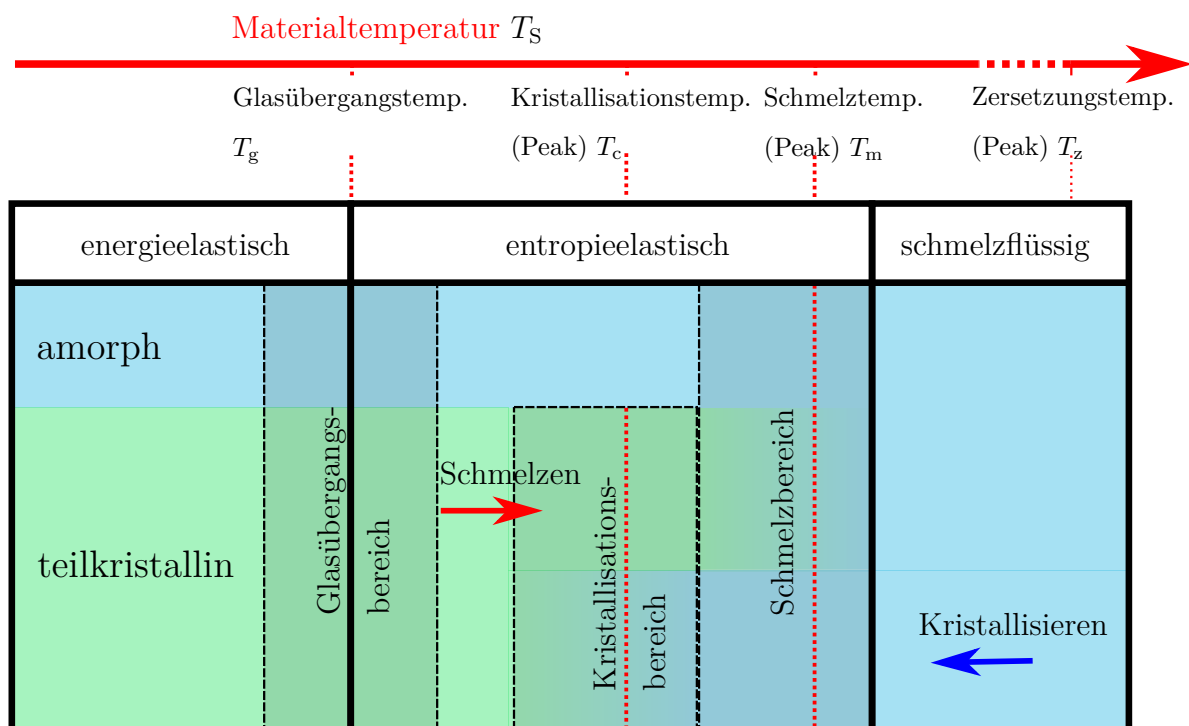 Materialtemperatur T_S
Glasübergangstemp.
T_g
Kristallisationstemp.
(Peak) T_c
Schmelztemp.
(Peak) T_m
Zersetzungstemp.
(Peak) T_z
energieelastisch
entropieelastisch
schmelzflüssig
amorph
teilkristallin
Glasübergangs-
bereich
Schmelzen
Kristallisations-
bereich
Schmelzbereich
Kristallisieren